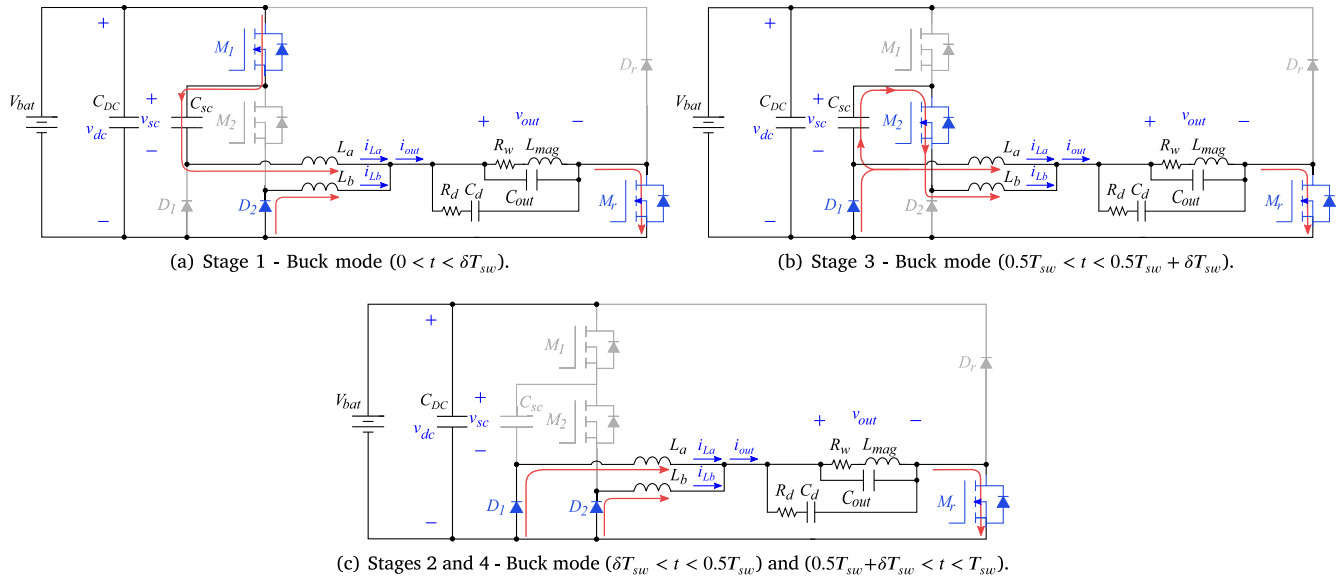 M1
Dr
Vbat
CDC
+
Csc
vdc
vsc
M2
+ vout −
La
iLa
iout
Rw
Lmag
−
Lb
iLb
Rd
Cd
Cout
Mr
−
D1
D2
(a) Stage 1 - Buck mode (0 < t < δTsw).
+
M1
Dr
Vbat
CDC
+
Csc
vdc
vsc
M2
+ vout −
La
iLa
iout
Rw
Lmag
−
Lb
iLb
Rd
Cd
Cout
Mr
−
D1
D2
(b) Stage 3 - Buck mode (0.5Tsw < t < 0.5Tsw + δTsw).
+
M1
Dr
Vbat
CDC
+
Csc
vdc
vsc
M2
+ vout −
La
iLa
iout
Rw
Lmag
−
Lb
iLb
Rd
Cd
Cout
Mr
−
D1
D2
(c) Stages 2 and 4 - Buck mode (δTsw < t < 0.5Tsw) and (0.5Tsw+δTsw < t < Tsw).